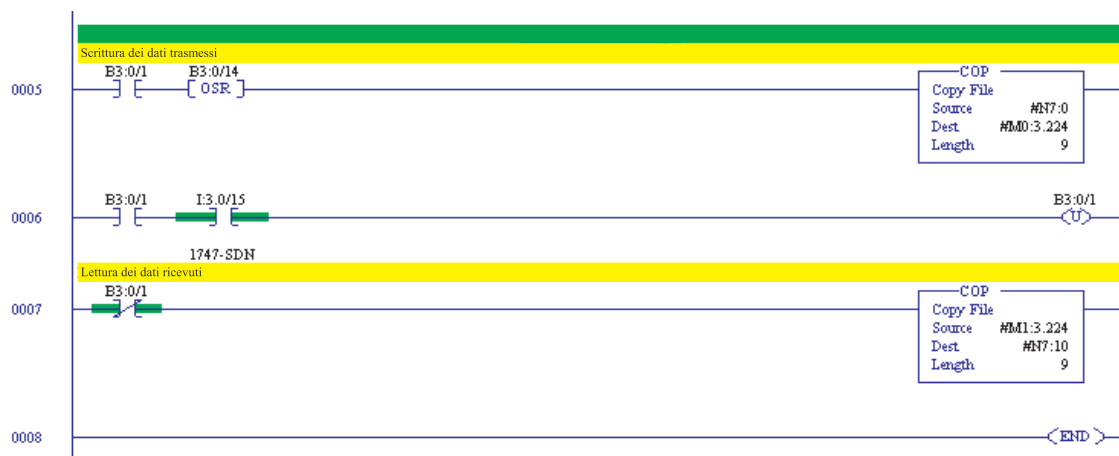 Scrittura dei dati trasmessi
B3:0/1 B3:0/14
0005 OSR
COP
Copy File
Source #N7:0
Dest #M0:3.224
Length 9
B3:0/1 I:3.0/15 B3:0/1
0006 U
1747-SDN
Lettura dei dati ricevuti
B3:0/1
0007
COP
Copy File
Source #M1:3.224
Dest #N7:10
Length 9
0008 END